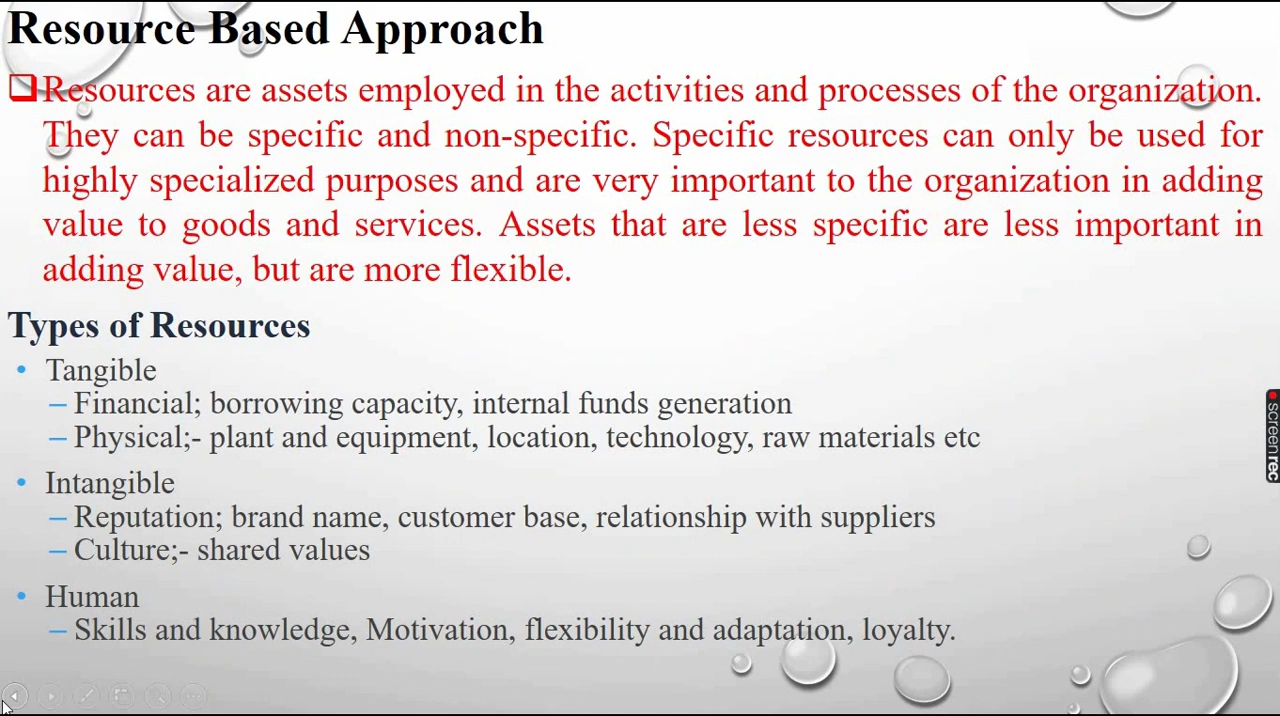 Resource Based Approach
Resources are assets employed in the activities and processes of the organization.
They can be specific and non-specific. Specific resources can only be used for
highly specialized purposes and are very important to the organization in adding
value to goods and services. Assets that are less specific are less important in
adding value, but are more flexible.
Types of Resources
• Tangible
– Financial; borrowing capacity, internal funds generation
– Physical;- plant and equipment, location, technology, raw materials etc
• Intangible
– Reputation; brand name, customer base, relationship with suppliers
– Culture;- shared values
• Human
– Skills and knowledge, Motivation, flexibility and adaptation, loyalty.
screenrec